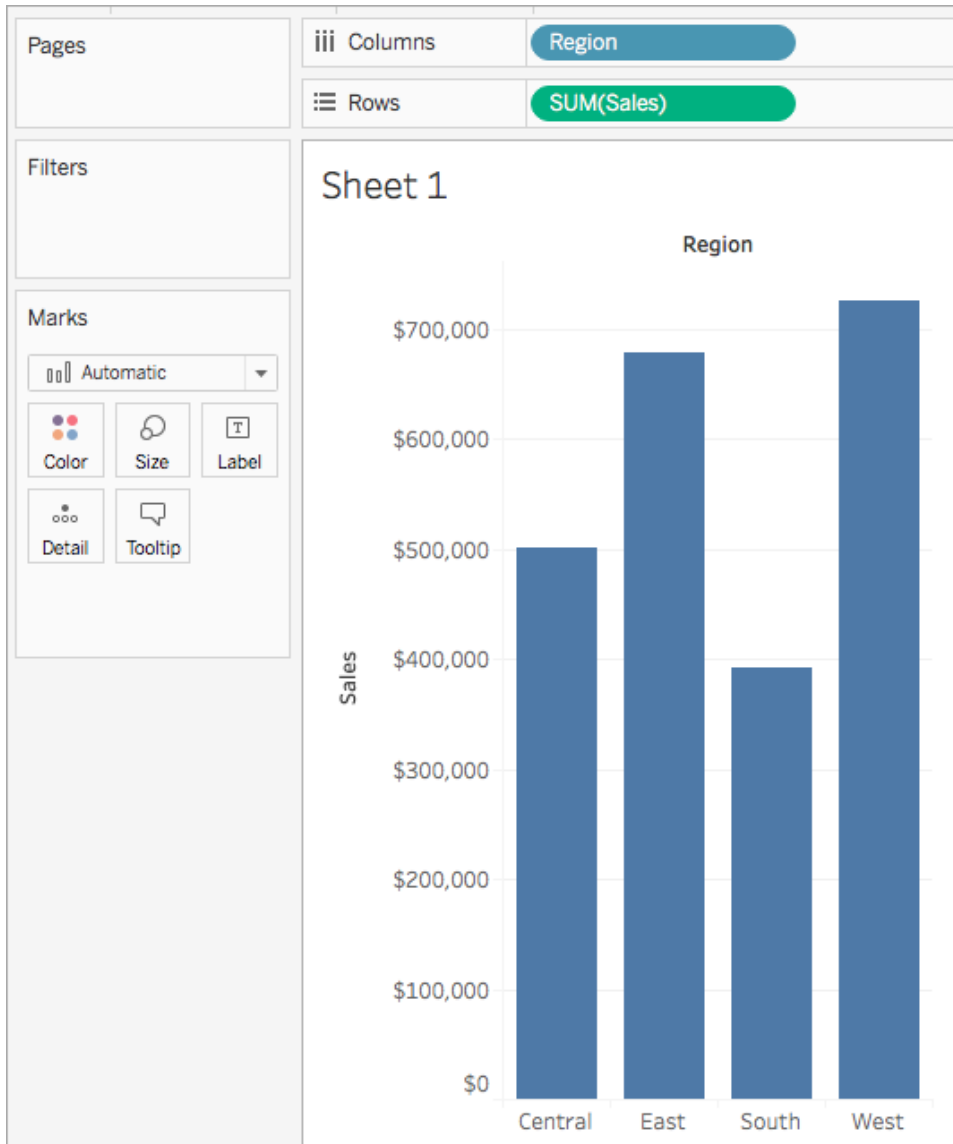 Pages
Columns
Region
Rows
SUM(Sales)
Filters
Sheet 1
Region
Marks
Automatic
Color
Size
Label
Detail
Tooltip
Sales
$700,000
$600,000
$500,000
$400,000
$300,000
$200,000
$100,000
$0
Central East South West